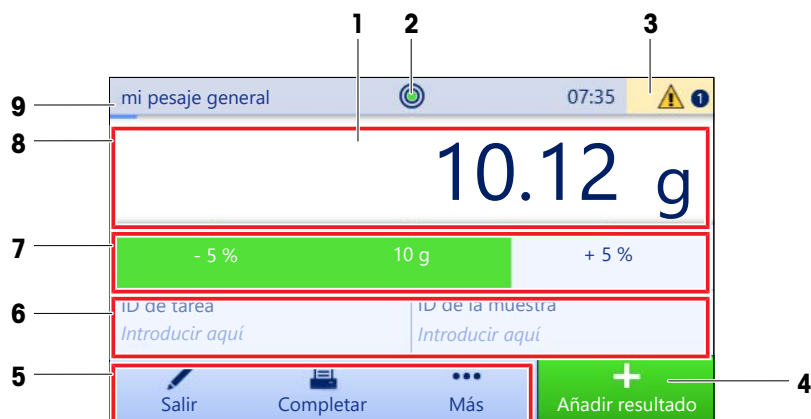 1 2 3
9 mi pesaje general 07:35 1
8 10.12 g
7 - 5 % 10 g + 5 %
6 ID de tarea ID de la muestra
Introducir aquí Introducir aquí
5 Salir Completar Más Añadir resultado 4